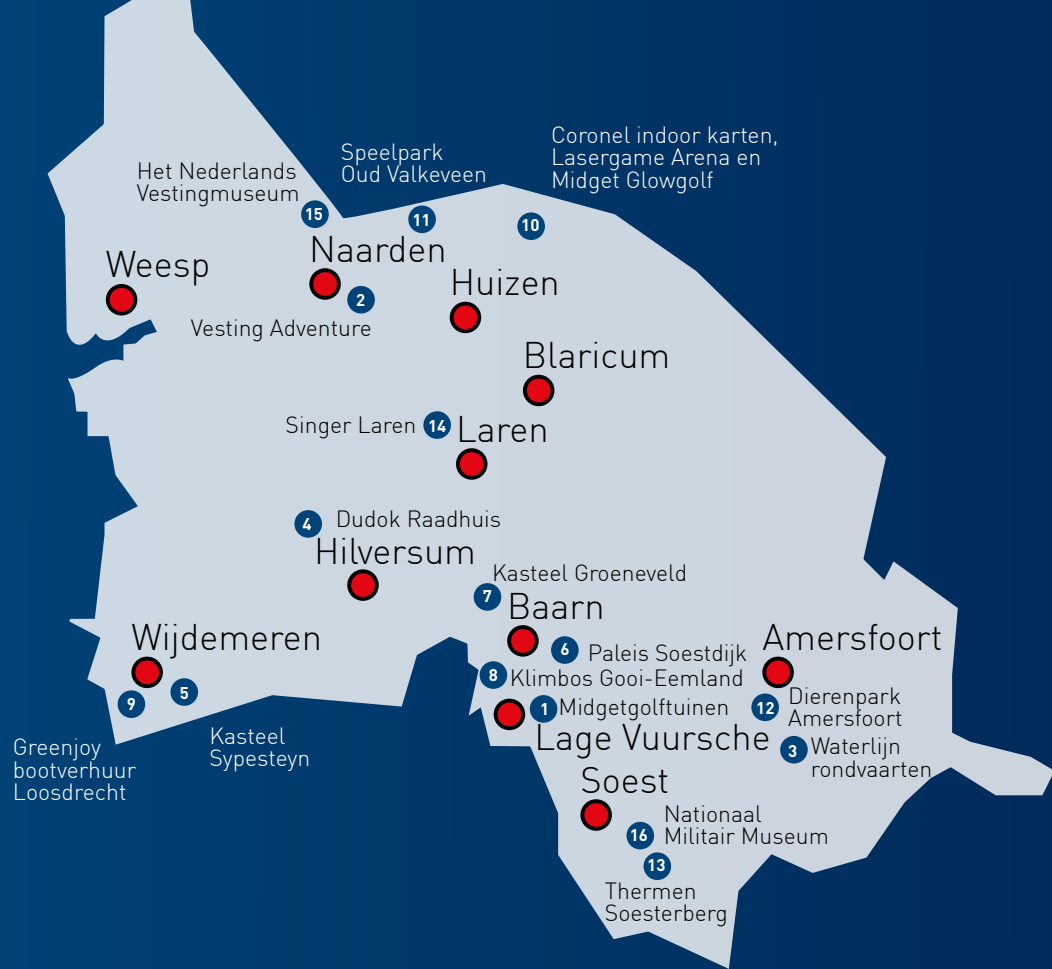 Coronel indoor karten,
Lasergame Arena en
Midget Glowgolf
10
Speelpark
Oud Valkeveen
11
Het Nederlands
Vestingmuseum
15
Naarden
2
Vesting Adventure
Weesp
Huizen
Blaricum
Singer Laren
14
Laren
4
Dudok Raadhuis
Hilversum
Kasteel Groeneveld
7
Baarn
6
Paleis Soestdijk
8
Klimbos Gooi-Eemland
1
Midgetgolftuinen
Lage Vuursche
Wijdemeren
9
5
Greenjoy
bootverhuur
Loosdrecht
Kasteel
Sypesteyn
Amersfoort
12
Dierenpark
Amersfoort
3
Waterlijn
rondvaarten
Soest
16
Nationaal
Militair Museum
13
Thermen
Soesterberg